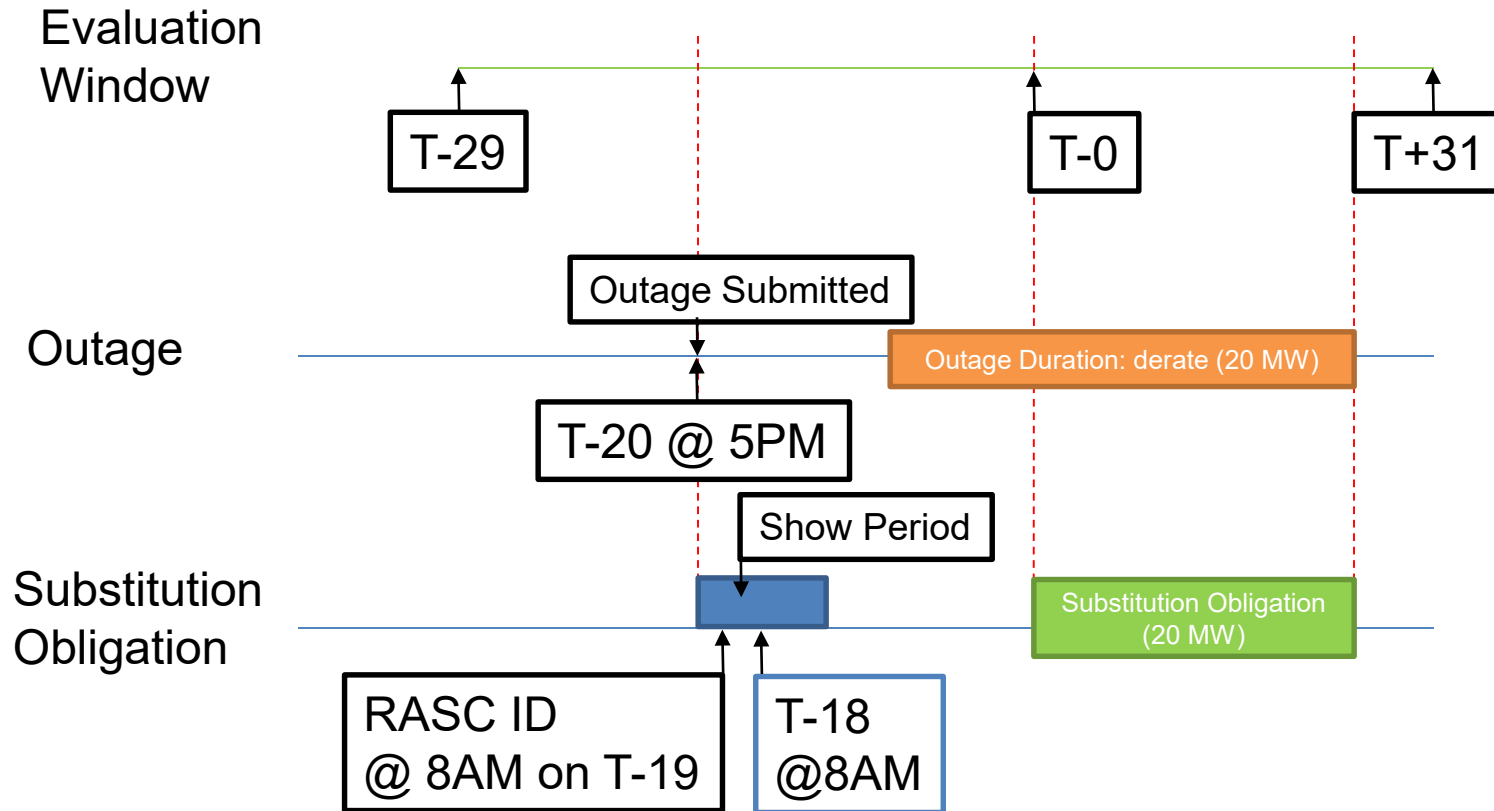 Evaluation
Window
T-29
T-0
T+31
Outage Submitted
Outage
Outage Duration: derate (20 MW)
T-20 @ 5PM
Show Period
Substitution
Obligation
Substitution Obligation
(20 MW)
RASC ID
@ 8AM on T-19
T-18
@8AM